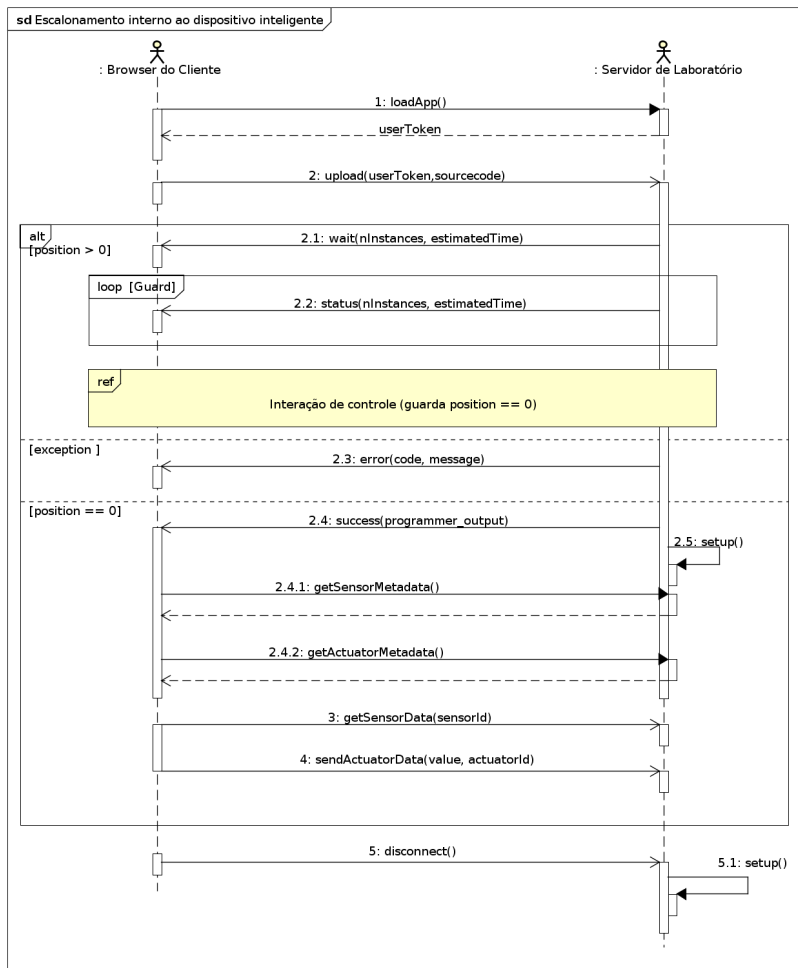 sd Escalonamento interno ao dispositivo inteligente
: Browser do Cliente
: Servidor de Laboratório
1: loadApp()
userToken
2: upload(userToken,sourcecode)
alt
[position > 0]
2.1: wait(nInstances, estimatedTime)
loop [Guard]
2.2: status(nInstances, estimatedTime)
ref
Interação de controle (guarda position == 0)
[exception ]
2.3: error(code, message)
[position == 0]
2.4: success(programmer_output)
2.5: setup()
2.4.1: getSensorMetadata()
2.4.2: getActuatorMetadata()
3: getSensorData(sensorId)
4: sendActuatorData(value, actuatorId)
5: disconnect()
5.1: setup()